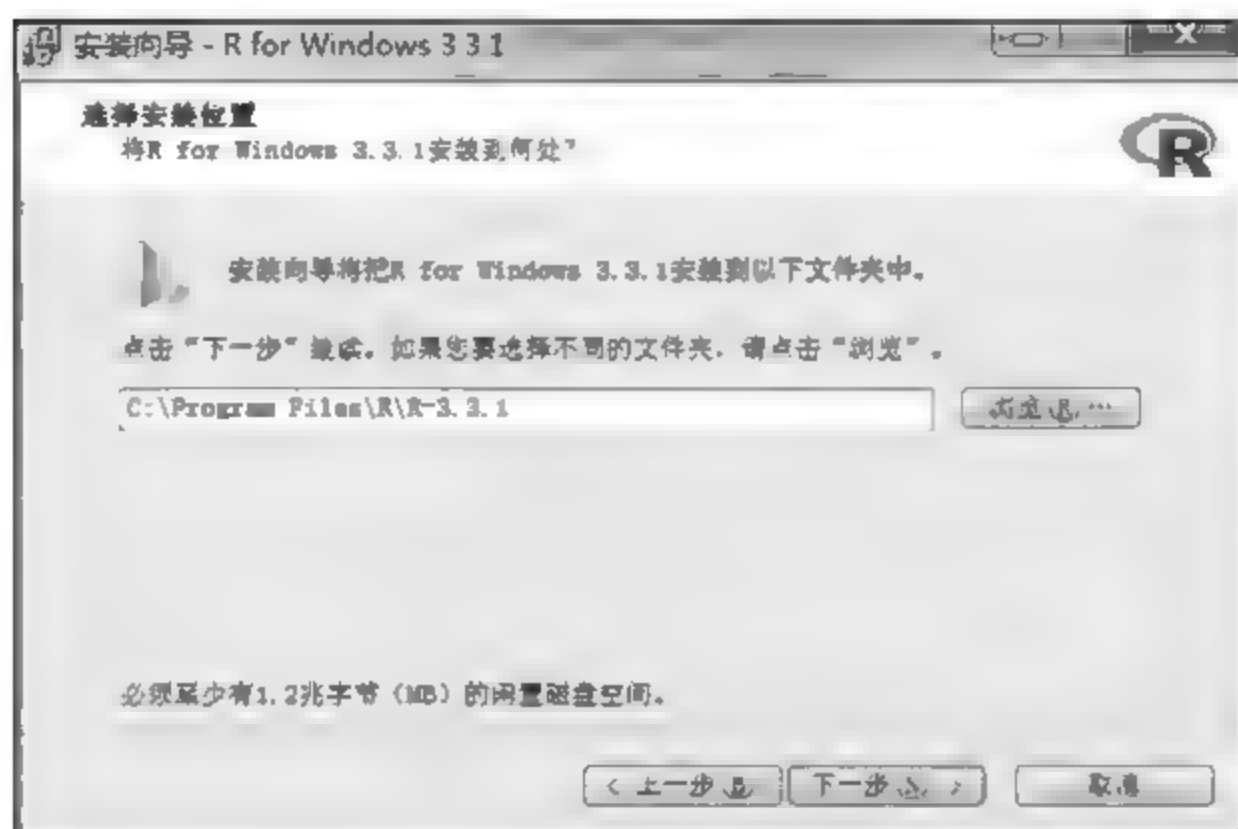 安装向导 - R for Windows 3 3 1
选择安装位置
将R for Windows 3.3.1安装到何处?
R
安装向导将把R for Windows 3.3.1安装到以下文件夹中。
点击“下一步”继续。如果您要选择不同的文件夹，请点击“浏览”。
C:\Program Files\R\R-3.3.1
浏览 R ...
必须至少有1.2兆字节（MB）的闲置磁盘空间。
< 上一步 B
下一步 N >
取消